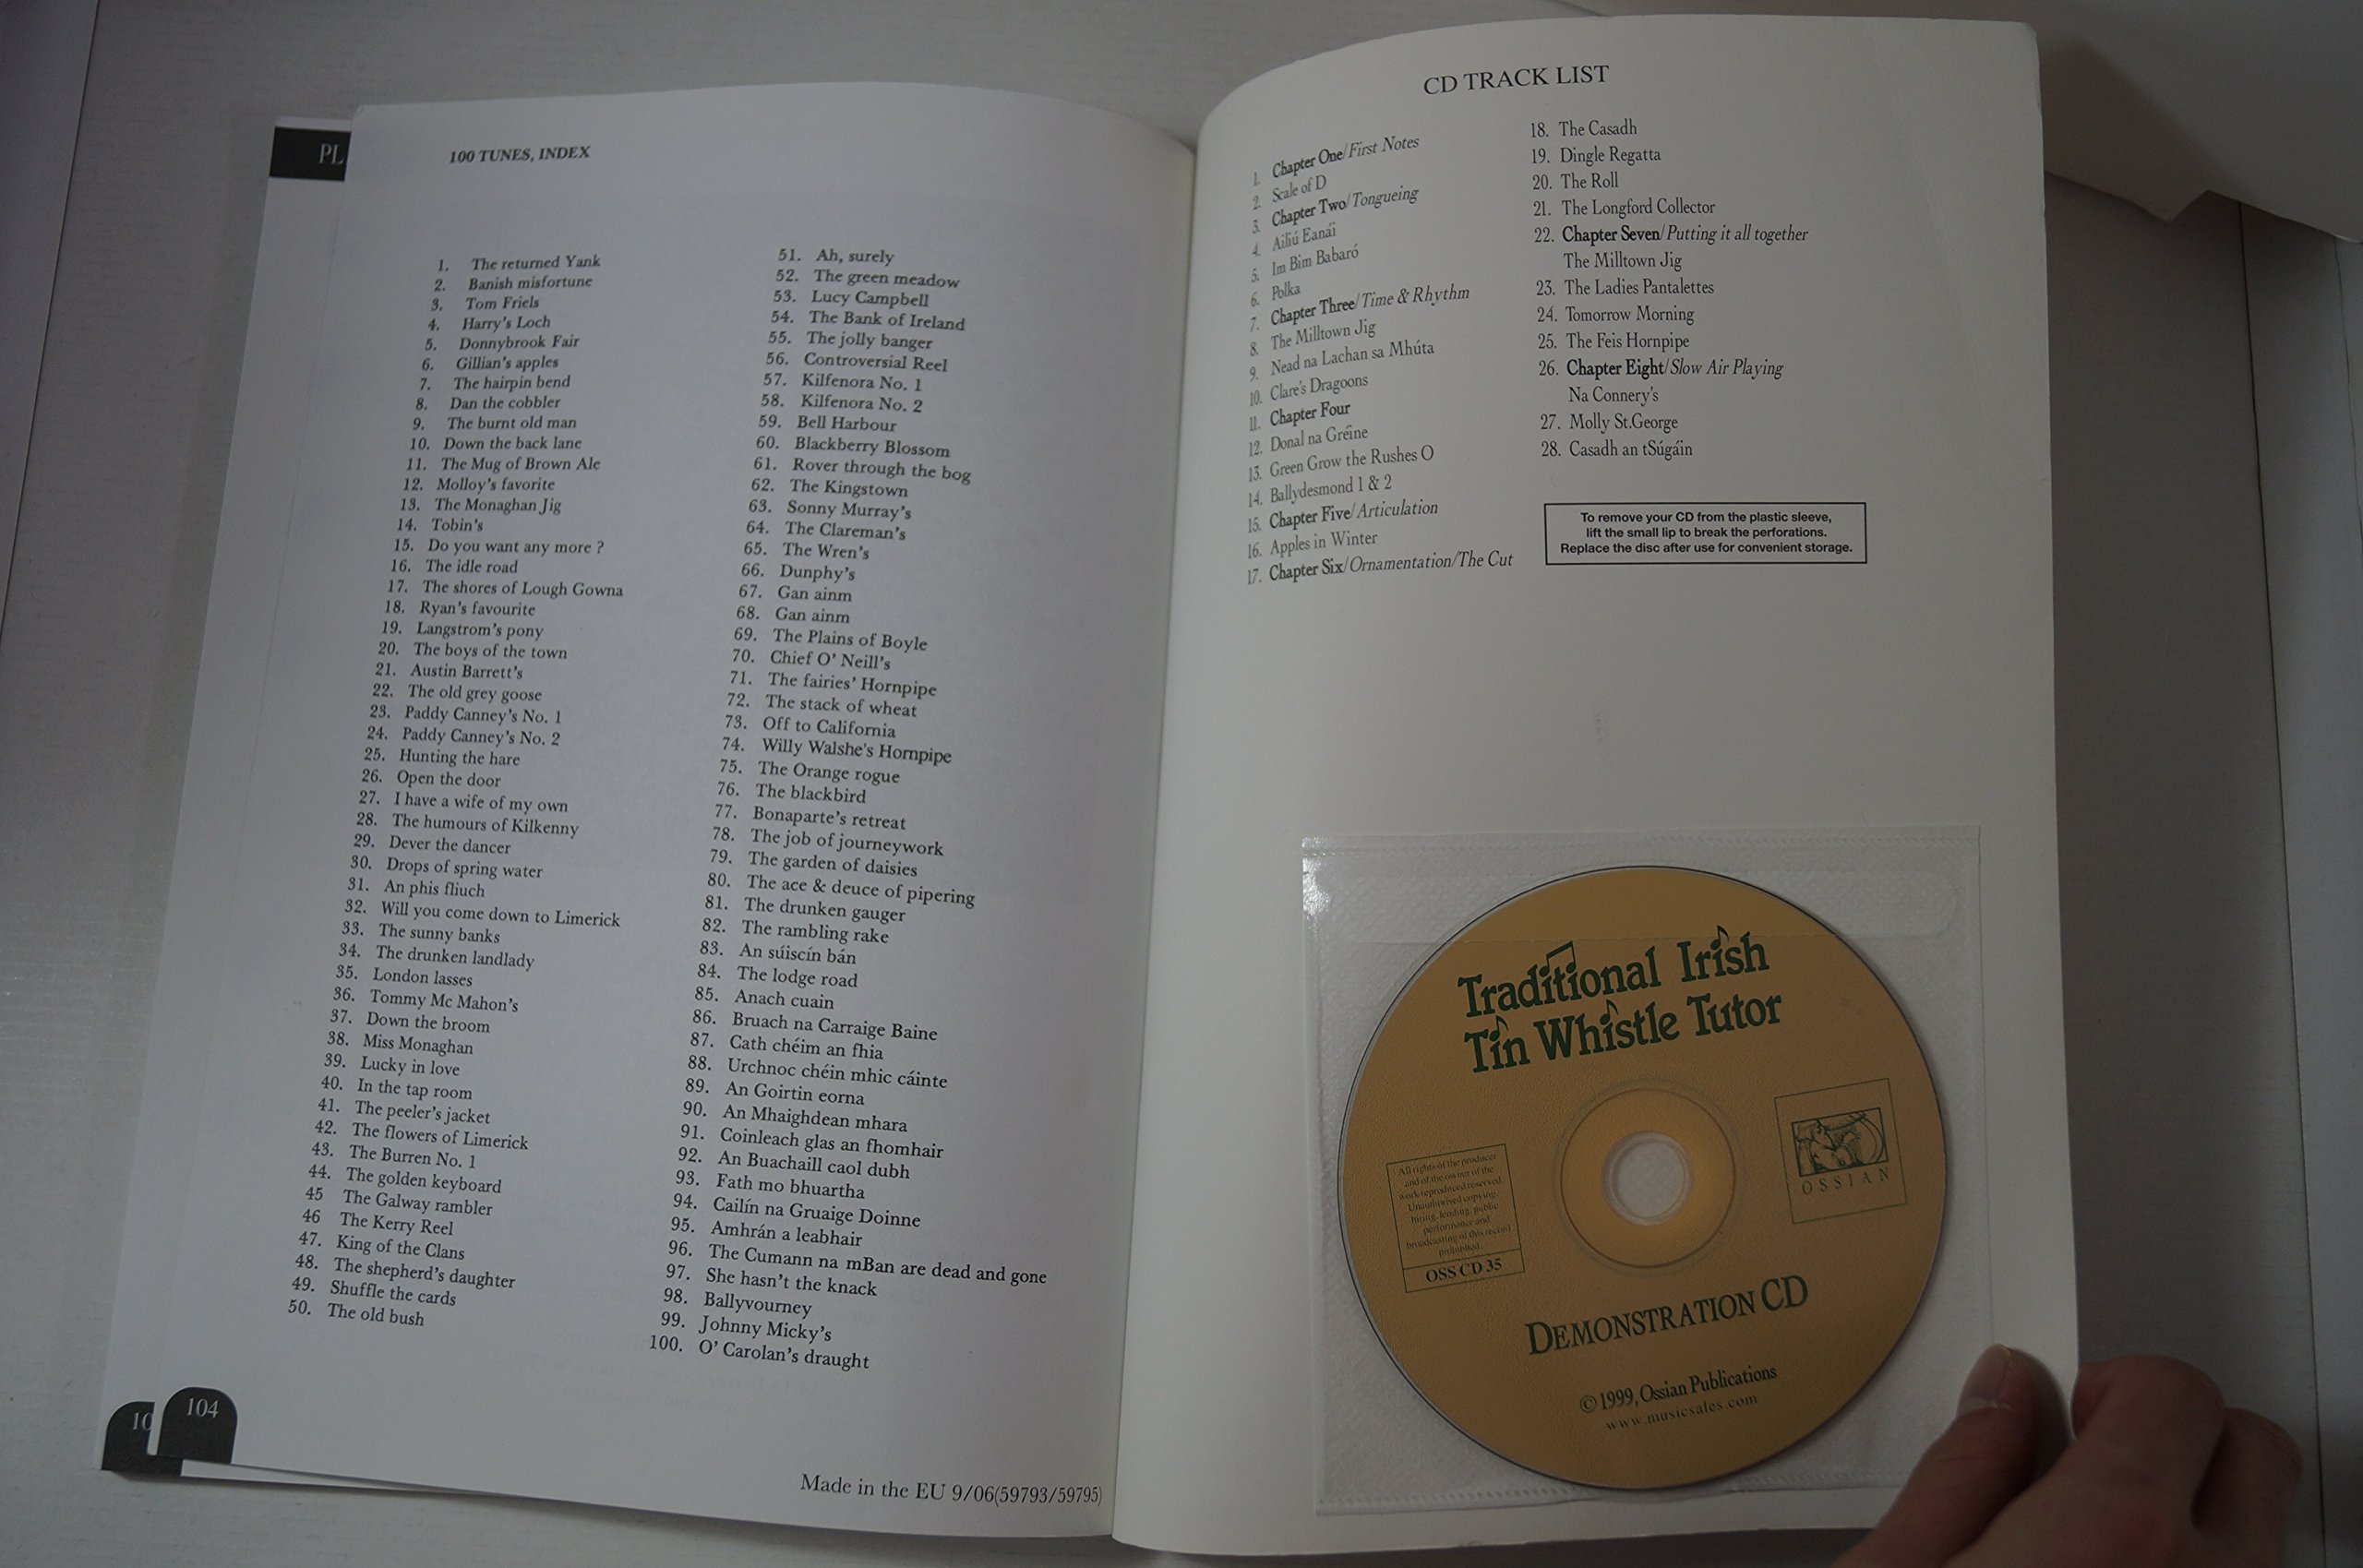 PL
100 TUNES, INDEX
1. The returned Yank
2. Banish misfortune
3. Tom Friels
4. Harry's Loch
5. Donnybrook Fair
6. Gillian's apples
7. The hairpin bend
8. Dan the cobbler
9. The burnt old man
10. Down the back lane
11. The Mug of Brown Ale
12. Molloy's favorite
13. The Monaghan Jig
14. Tobin's
15. Do you want any more ?
16. The idle road
17. The shores of Lough Gowna
18. Ryan's favourite
19. Langstrom's pony
20. The boys of the town
21. Austin Barrett's
22. The old grey goose
23. Paddy Canney's No. 1
24. Paddy Canney's No. 2
25. Hunting the hare
26. Open the door
27. I have a wife of my own
28. The humours of Kilkenny
29. Dever the dancer
30. Drops of spring water
31. An phis fliuch
32. Will you come down to Limerick
33. The sunny banks
34. The drunken landlady
35. London lasses
36. Tommy Mc Mahon's
37. Down the broom
38. Miss Monaghan
39. Lucky in love
40. In the tap room
41. The peeler's jacket
42. The flowers of Limerick
43. The Burren No. 1
44. The golden keyboard
45 The Galway rambler
46 The Kerry Reel
47. King of the Clans
48. The shepherd's daughter
49. Shuffle the cards
50. The old bush
51. Ah, surely
52. The green meadow
53. Lucy Campbell
54. The Bank of Ireland
55. The jolly banger
56. Controversial Reel
57. Kilfenora No. 1
58. Kilfenora No. 2
59. Bell Harbour
60. Blackberry Blossom
61. Rover through the bog
62. The Kingstown
63. Sonny Murray's
64. The Clareman's
65. The Wren's
66. Dunphy's
67. Gan ainm
68. Gan ainm
69. The Plains of Boyle
70. Chief O' Neill's
71. The fairies' Hornpipe
72. The stack of wheat
73. Off to California
74. Willy Walshe's Hornpipe
75. The Orange rogue
76. The blackbird
77. Bonaparte's retreat
78. The job of journeywork
79. The garden of daisies
80. The ace & deuce of pipering
81. The drunken gauger
82. The rambling rake
83. An súiscín bán
84. The lodge road
85. Anach cuain
86. Bruach na Carraige Baine
87. Cath chéim an fhia
88. Urchnoc chéin mhic cáinte
89. An Goirtin eorna
90. An Mhaighdean mhara
91. Coinleach glas an fhomhair
92. An Buachaill caol dubh
93. Fath mo bhuartha
94. Cailín na Gruaige Doinne
95. Amhrán a leabhair
96. The Cumann na mBan are dead and gone
97. She hasn't the knack
98. Ballyvourney
99. Johnny Micky's
100. O' Carolan's draught
10
104
Made in the EU 9/06(59793/59795)
CD TRACK LIST
1. Chapter One/First Notes
2. Scale of D
3. Chapter Two/Tongueing
4. Ailiú Eanaí
5. Im Bim Babaró
6. Polka
7. Chapter Three/Time & Rhythm
8. The Milltown Jig
9. Nead na Lachan sa Mhúta
10. Clare's Dragoons
11. Chapter Four
12. Donal na Gréine
13. Green Grow the Rushes O
14. Ballydesmond 1 & 2
15. Chapter Five/Articulation
16. Apples in Winter
17. Chapter Six/Ornamentation/The Cut
18. The Casadh
19. Dingle Regatta
20. The Roll
21. The Longford Collector
22. Chapter Seven/Putting it all together
The Milltown Jig
23. The Ladies Pantalettes
24. Tomorrow Morning
25. The Feis Hornpipe
26. Chapter Eight/Slow Air Playing
Na Connery's
27. Molly St.George
28. Casadh an tSúgáin
To remove your CD from the plastic sleeve,
lift the small lip to break the perforations.
Replace the disc after use for convenient storage.
Traditional Irish
Tin Whistle Tutor
All rights of the producer
and of the owner of the
work reproduced reserved.
Unauthorised copying,
hiring, lending, public
performance and
broadcasting of this record
prohibited.
OSS CD 35
OSSIAN
DEMONSTRATION CD
© 1999, Ossian Publications
www.musicsales.com